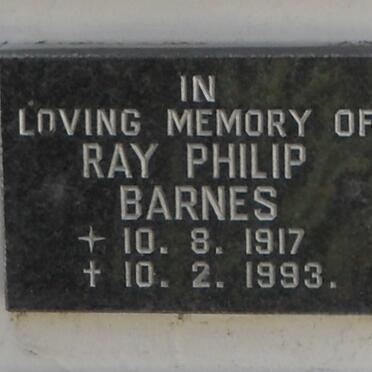 IN
LOVING MEMORY OF
RAY PHILIP
BARNES
✦ 10. 8. 1917
✝ 10. 2. 1993.